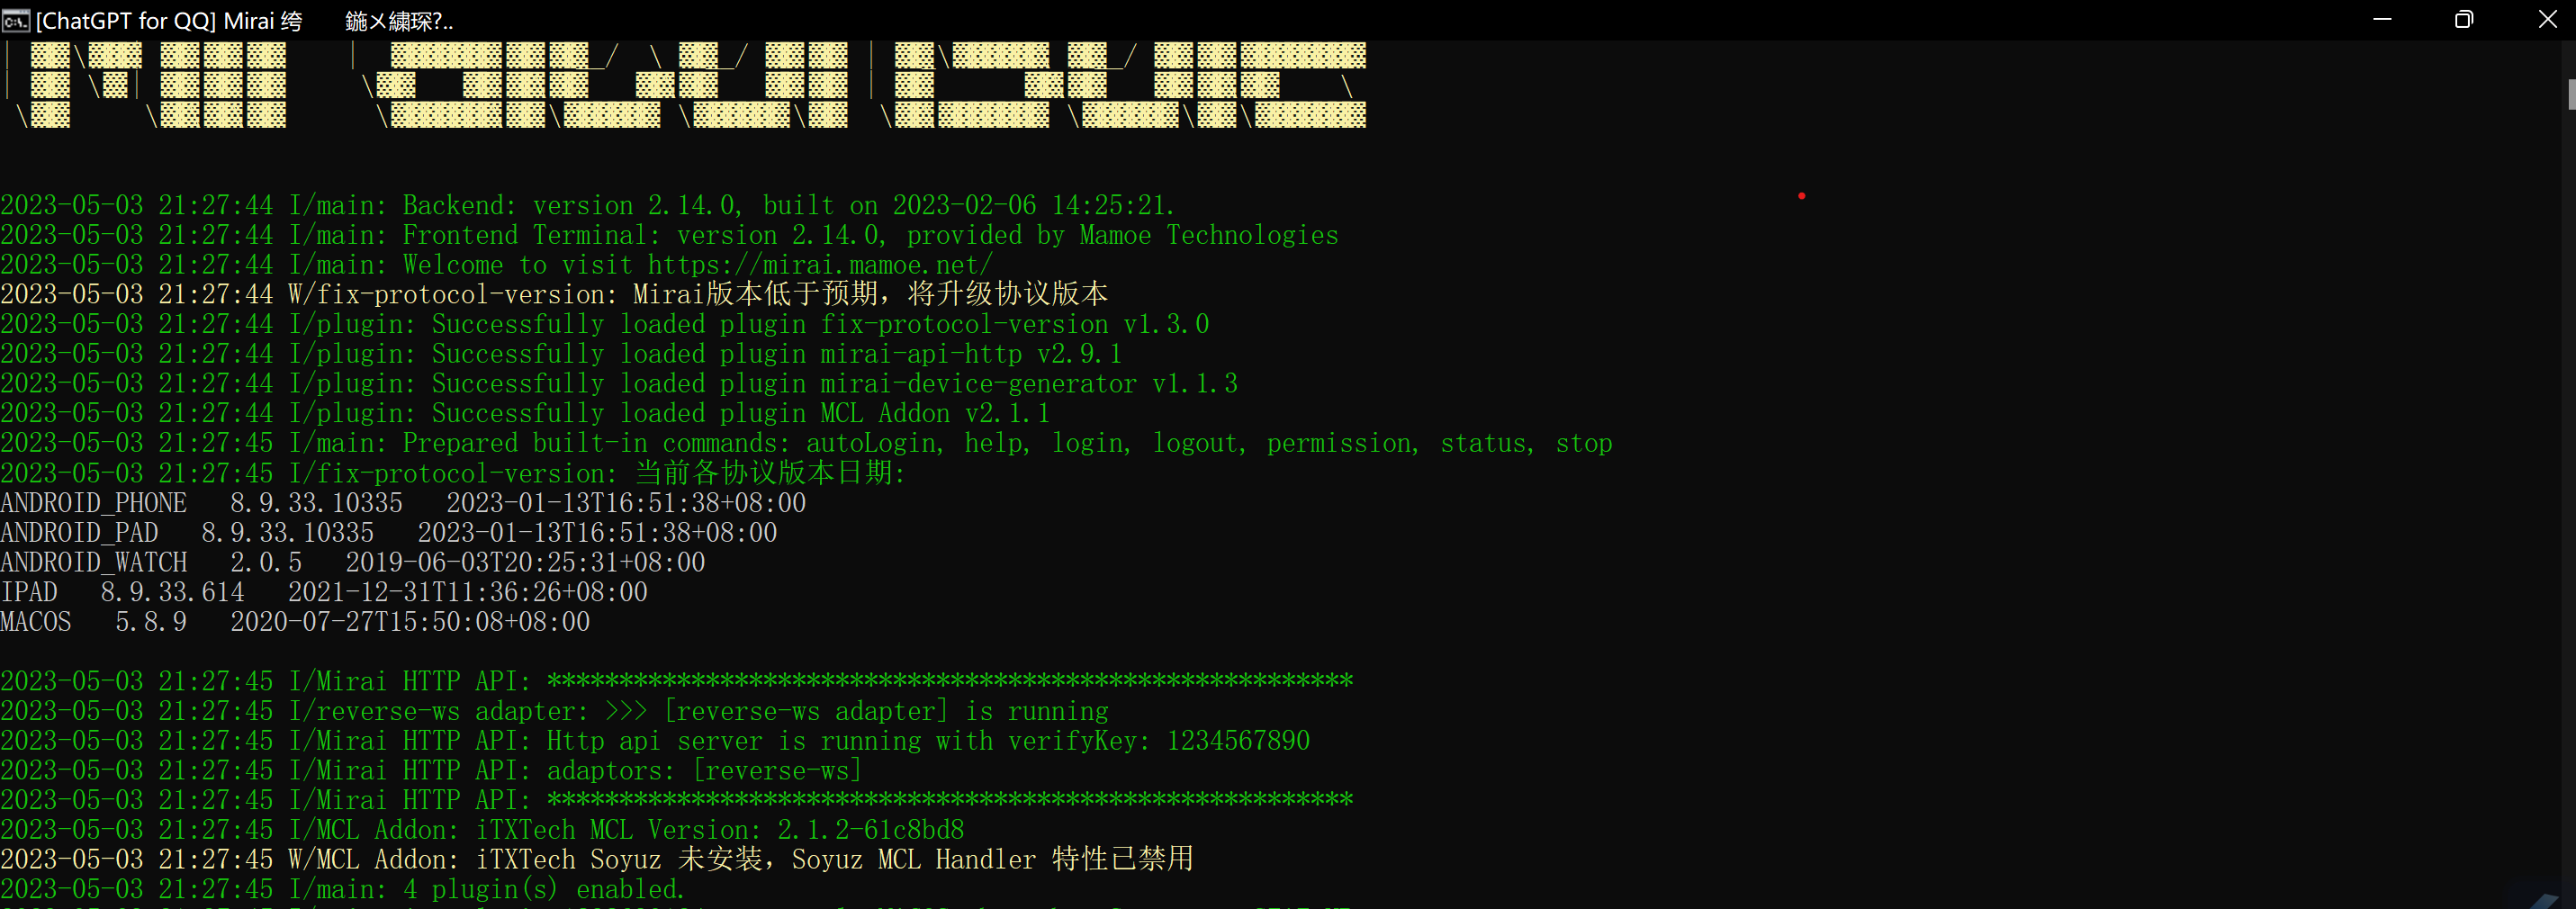 [ChatGPT for QQ] Mirai 绔 鍦ㄨ繍琛?..
2023-05-03 21:27:44 I/main: Backend: version 2.14.0, built on 2023-02-06 14:25:21.
2023-05-03 21:27:44 I/main: Frontend Terminal: version 2.14.0, provided by Mamoe Technologies
2023-05-03 21:27:44 I/main: Welcome to visit https://mirai.mamoe.net/
2023-05-03 21:27:44 W/fix-protocol-version: Mirai版本低于预期，将升级协议版本
2023-05-03 21:27:44 I/plugin: Successfully loaded plugin fix-protocol-version v1.3.0
2023-05-03 21:27:44 I/plugin: Successfully loaded plugin mirai-api-http v2.9.1
2023-05-03 21:27:44 I/plugin: Successfully loaded plugin mirai-device-generator v1.1.3
2023-05-03 21:27:44 I/plugin: Successfully loaded plugin MCL Addon v2.1.1
2023-05-03 21:27:45 I/main: Prepared built-in commands: autoLogin, help, login, logout, permission, status, stop
2023-05-03 21:27:45 I/fix-protocol-version: 当前各协议版本日期:
ANDROID_PHONE 8.9.33.10335 2023-01-13T16:51:38+08:00
ANDROID_PAD 8.9.33.10335 2023-01-13T16:51:38+08:00
ANDROID_WATCH 2.0.5 2019-06-03T20:25:31+08:00
IPAD 8.9.33.614 2021-12-31T11:36:26+08:00
MACOS 5.8.9 2020-07-27T15:50:08+08:00
2023-05-03 21:27:45 I/Mirai HTTP API: ********************************************************
2023-05-03 21:27:45 I/reverse-ws adapter: >>> [reverse-ws adapter] is running
2023-05-03 21:27:45 I/Mirai HTTP API: Http api server is running with verifyKey: 1234567890
2023-05-03 21:27:45 I/Mirai HTTP API: adaptors: [reverse-ws]
2023-05-03 21:27:45 I/Mirai HTTP API: ********************************************************
2023-05-03 21:27:45 I/MCL Addon: iTXTech MCL Version: 2.1.2-61c8bd8
2023-05-03 21:27:45 W/MCL Addon: iTXTech Soyuz 未安装，Soyuz MCL Handler 特性已禁用
2023-05-03 21:27:45 I/main: 4 plugin(s) enabled.